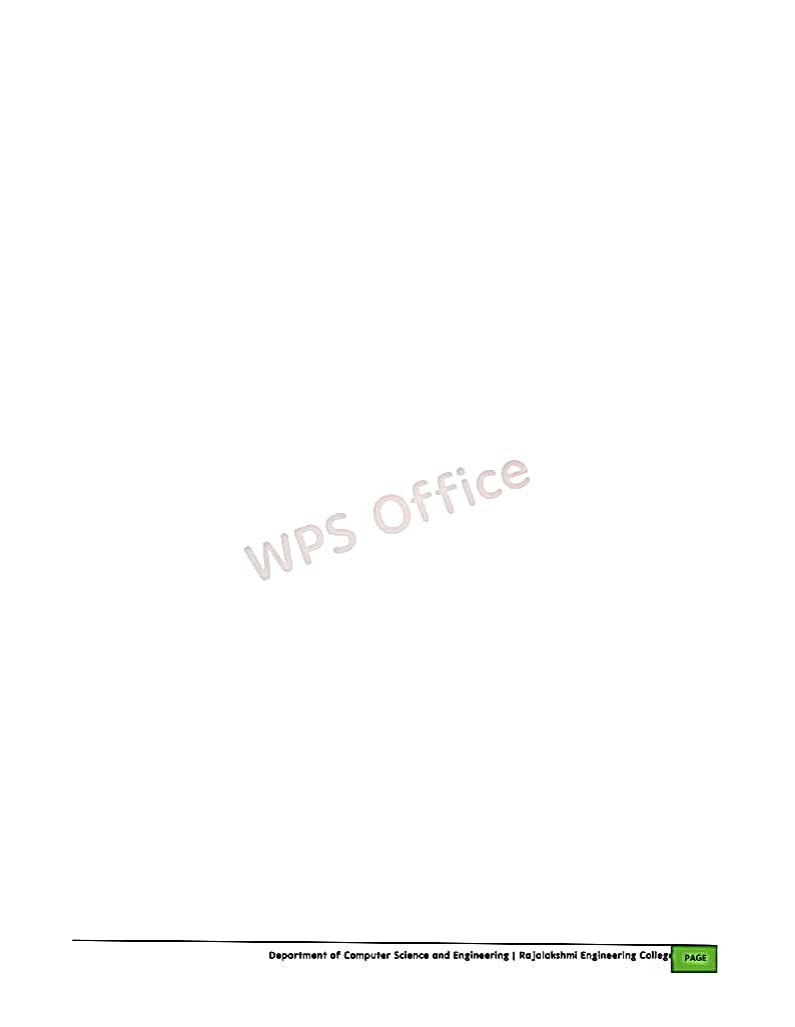 WPS Office
Department of Computer Science and Engineering | Rajalakshmi Engineering College
PAGE